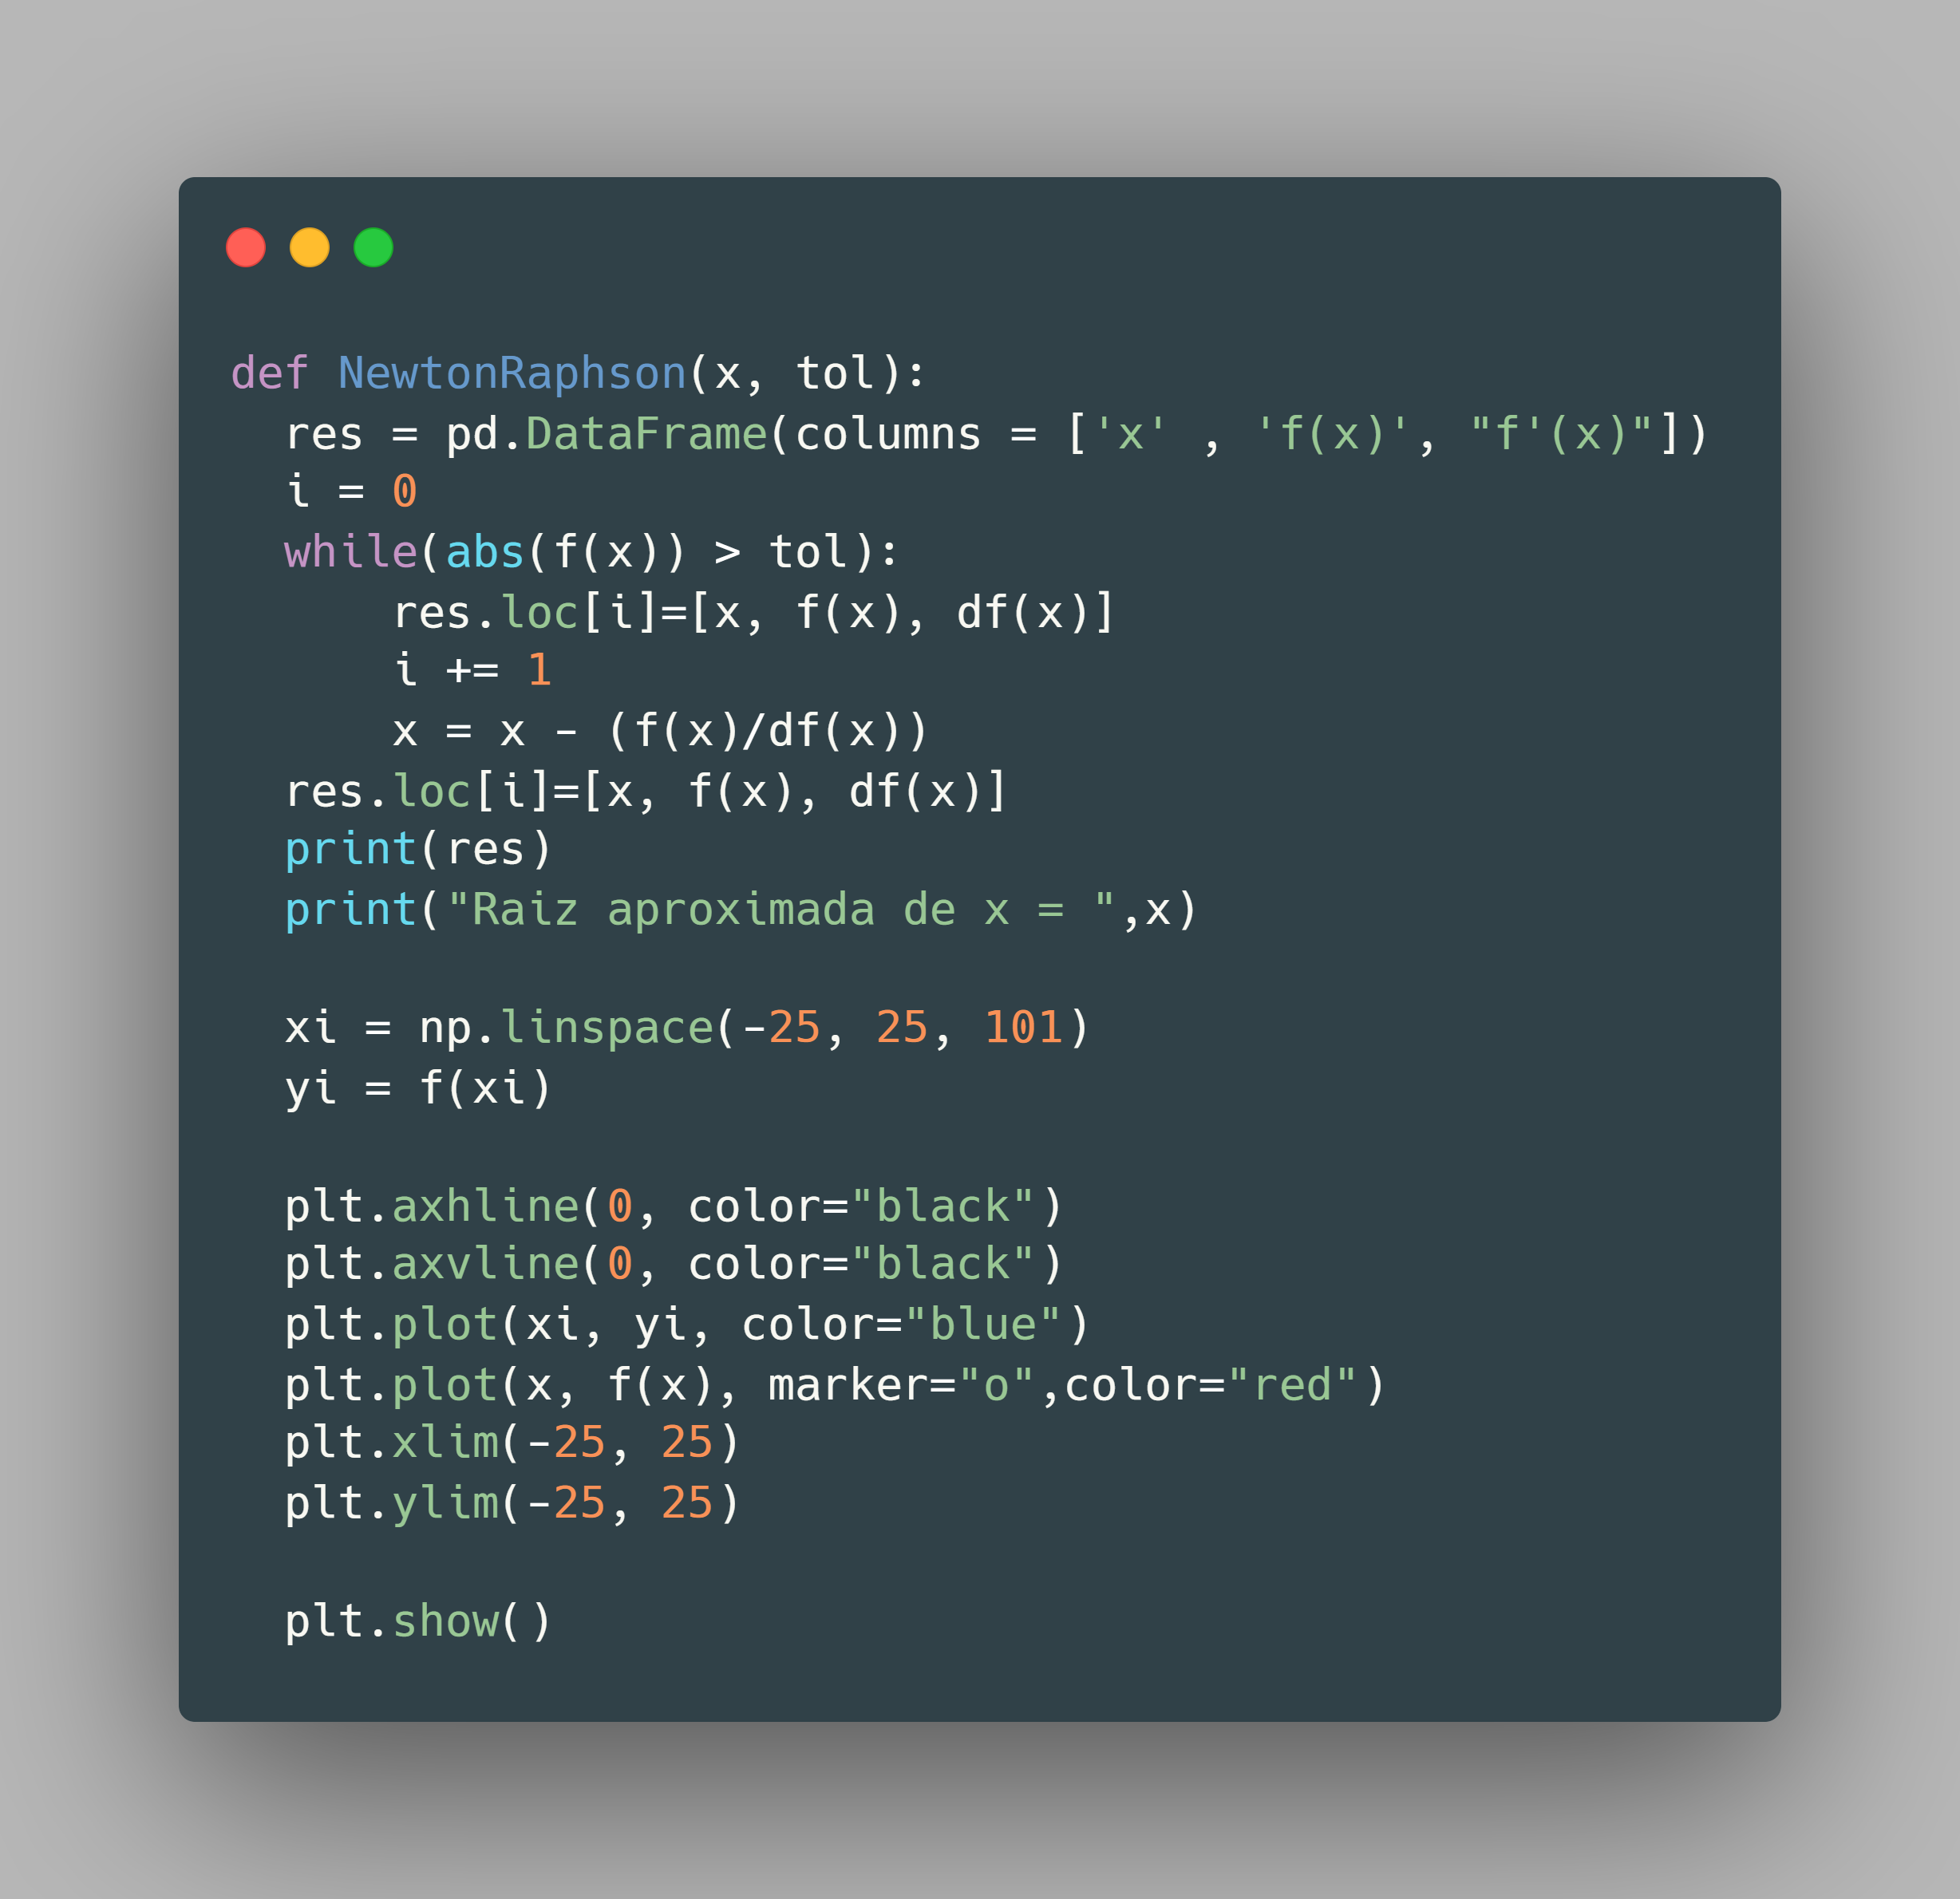 def NewtonRaphson(x, tol):
  res = pd.DataFrame(columns = ['x' , 'f(x)', "f'(x)"])
  i = 0
  while(abs(f(x)) > tol):
      res.loc[i]=[x, f(x), df(x)]
      i += 1
      x = x - (f(x)/df(x))
  res.loc[i]=[x, f(x), df(x)]
  print(res)
  print("Raiz aproximada de x = ",x)

  xi = np.linspace(-25, 25, 101)
  yi = f(xi)

  plt.axhline(0, color="black")
  plt.axvline(0, color="black")
  plt.plot(xi, yi, color="blue")
  plt.plot(x, f(x), marker="o",color="red")
  plt.xlim(-25, 25)
  plt.ylim(-25, 25)

  plt.show()